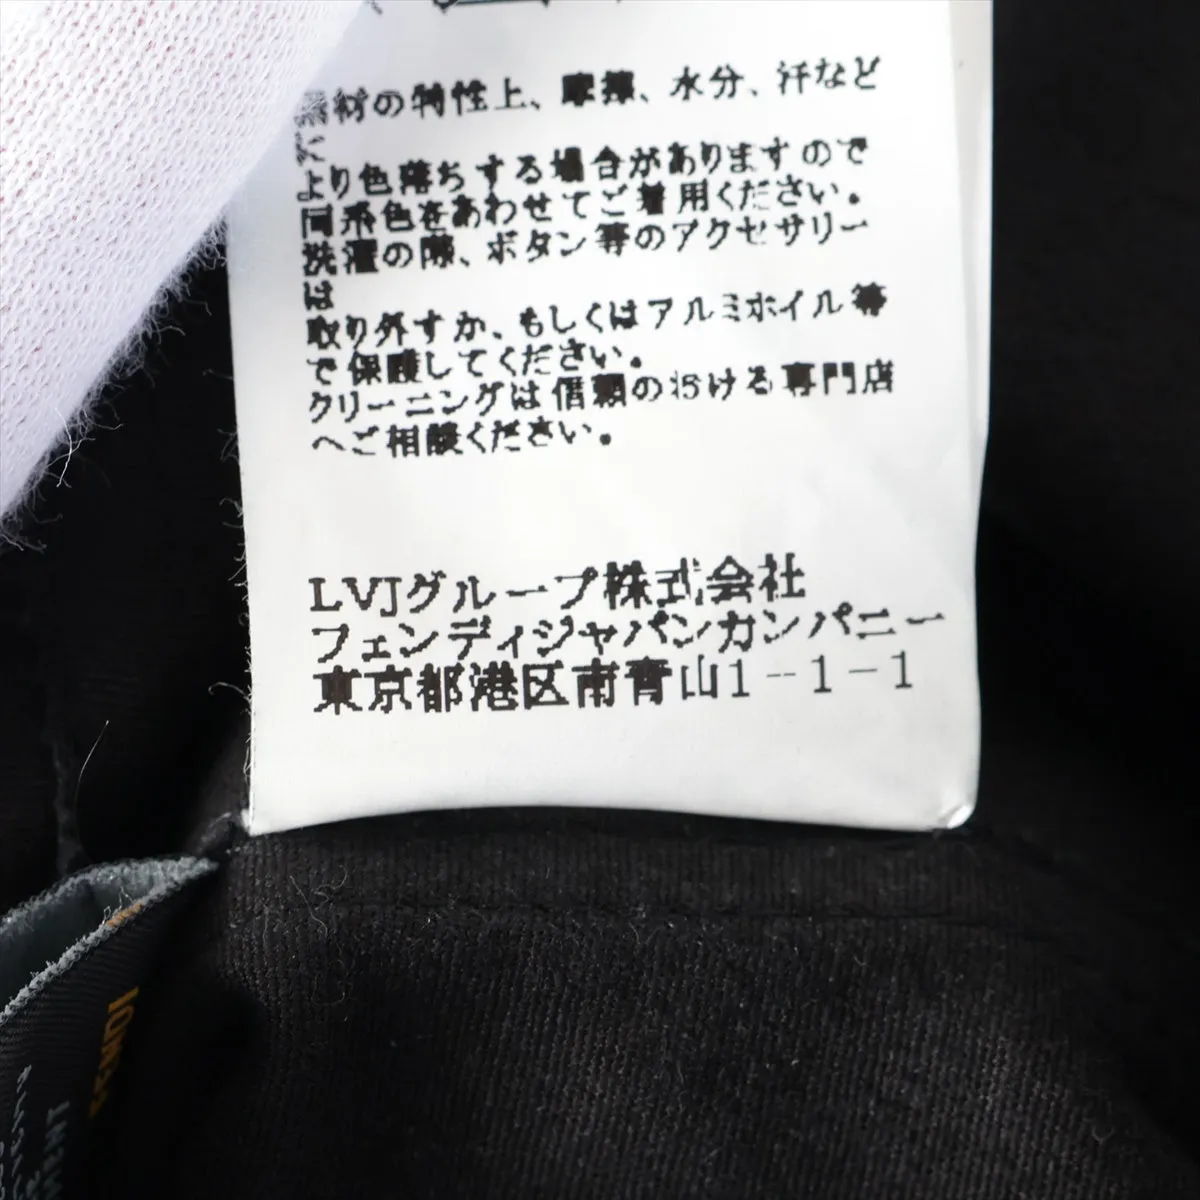 素材の特性上、摩擦、水分、汗など
に
より色落ちする場合がありますので
同系色をあわせてご着用ください。
洗濯の際、ボタン等のアクセサリー
は
取り外すか、もしくはアルミホイル等
で保護してください。
クリーニングは信頼のおける専門店
へご相談ください。
LVJグループ株式会社
フェンディジャパンカンパニー
東京都港区南青山1-1-1
FENDI